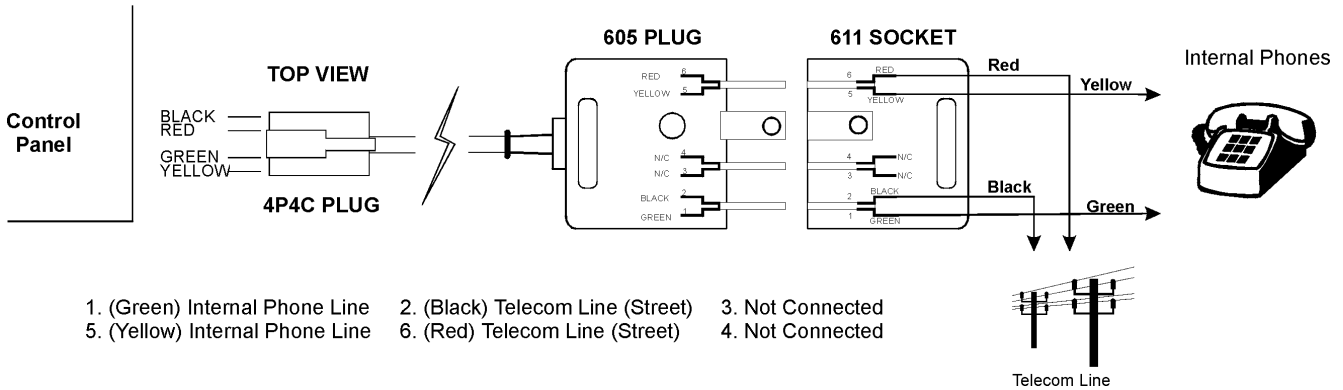 605 PLUG
611 SOCKET
Internal Phones
TOP VIEW
Control
Panel
BLACK
RED
GREEN
YELLOW
4P4C PLUG
RED 6
YELLOW 5
N/C 4
N/C 3
BLACK 2
GREEN 1
6 RED
5 YELLOW
4 N/C
3 N/C
2 BLACK
1 GREEN
Red
Yellow
Black
Green
1. (Green) Internal Phone Line 2. (Black) Telecom Line (Street) 3. Not Connected
5. (Yellow) Internal Phone Line 6. (Red) Telecom Line (Street) 4. Not Connected
Telecom Line